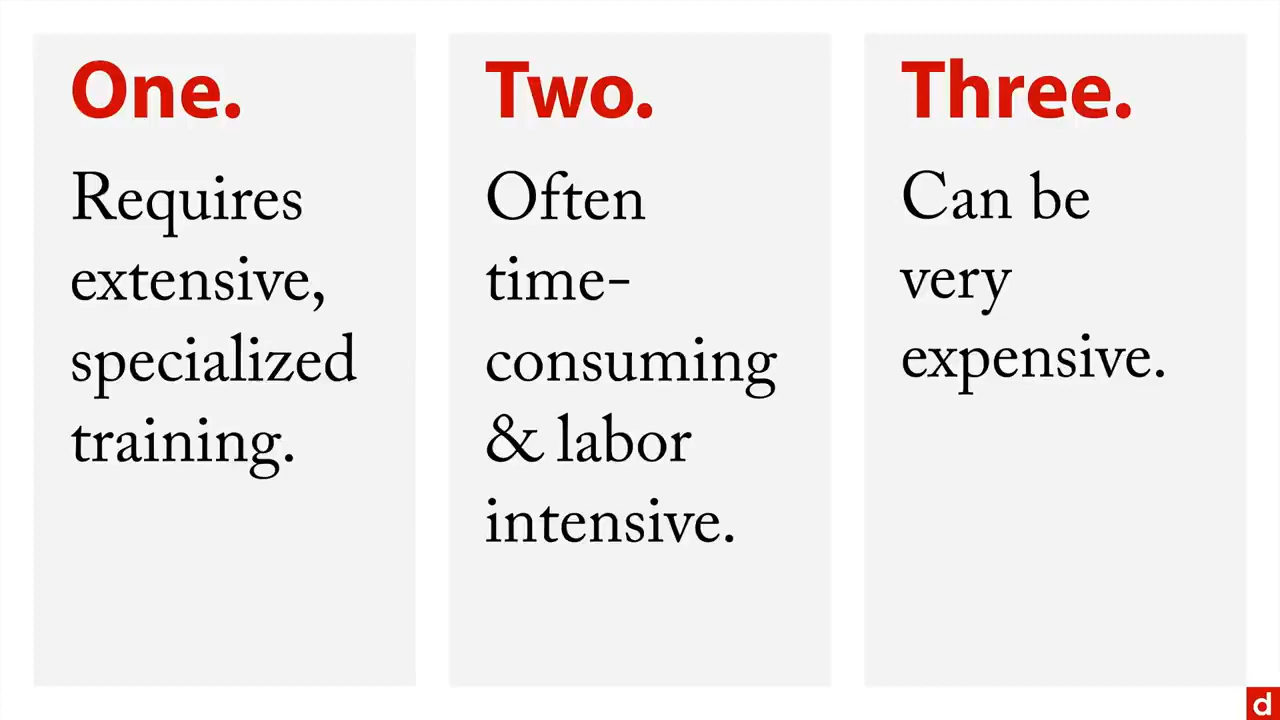 One.
Requires
extensive,
specialized
training.
Two.
Often
time-
consuming
& labor
intensive.
Three.
Can be
very
expensive.
d